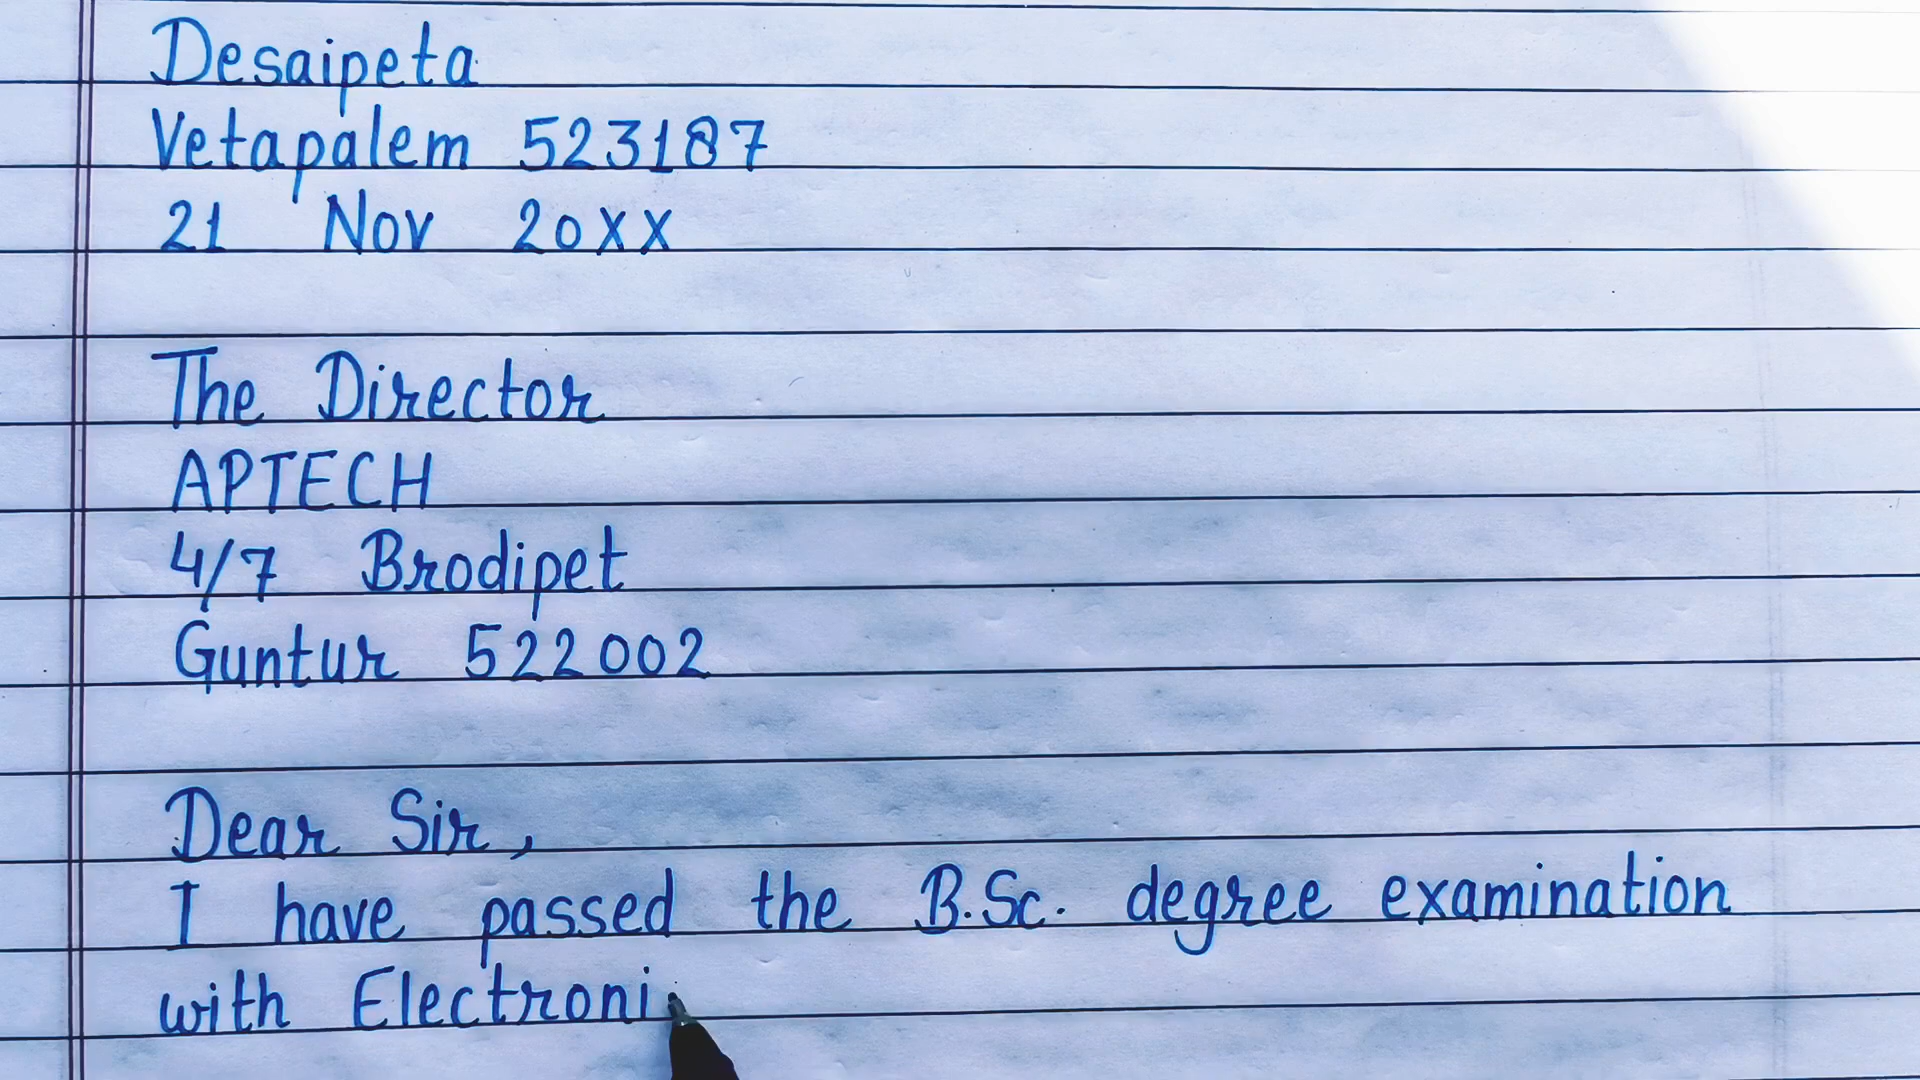 Desaipeta
Vetapalem 523187
21 Nov 20XX
The Director
APTECH
4/7 Brodipet
Guntur 522002
Dear Sir,
I have passed the B.Sc. degree examination
with Electroni